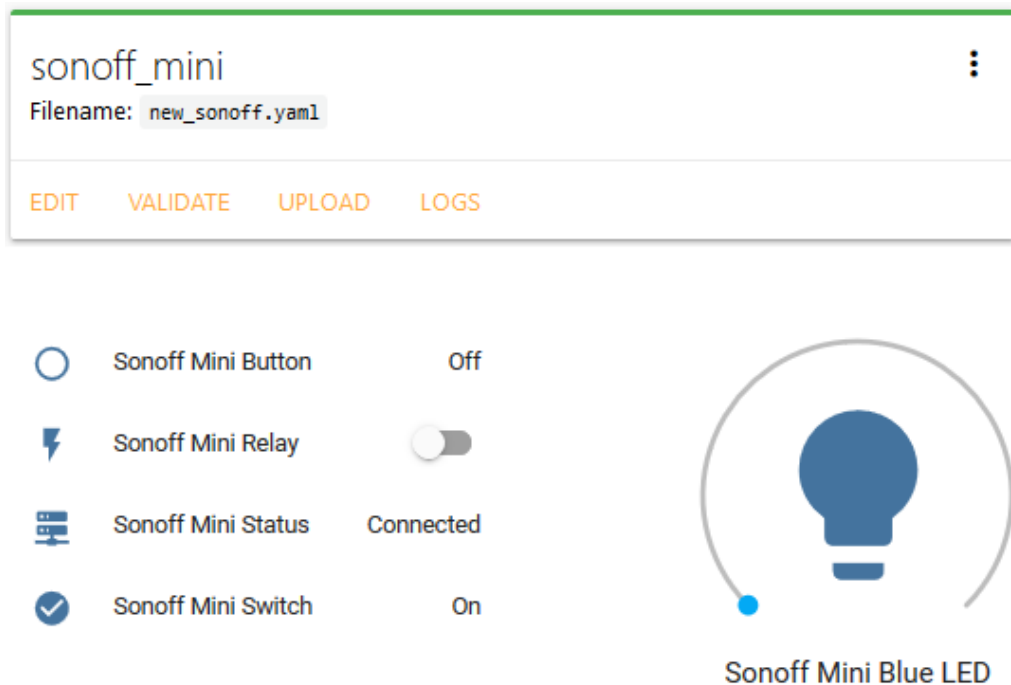 sonoff_mini
Filename: new_sonoff.yaml
EDIT VALIDATE UPLOAD LOGS
Sonoff Mini Button Off
Sonoff Mini Relay
Sonoff Mini Status Connected
Sonoff Mini Switch On
Sonoff Mini Blue LED